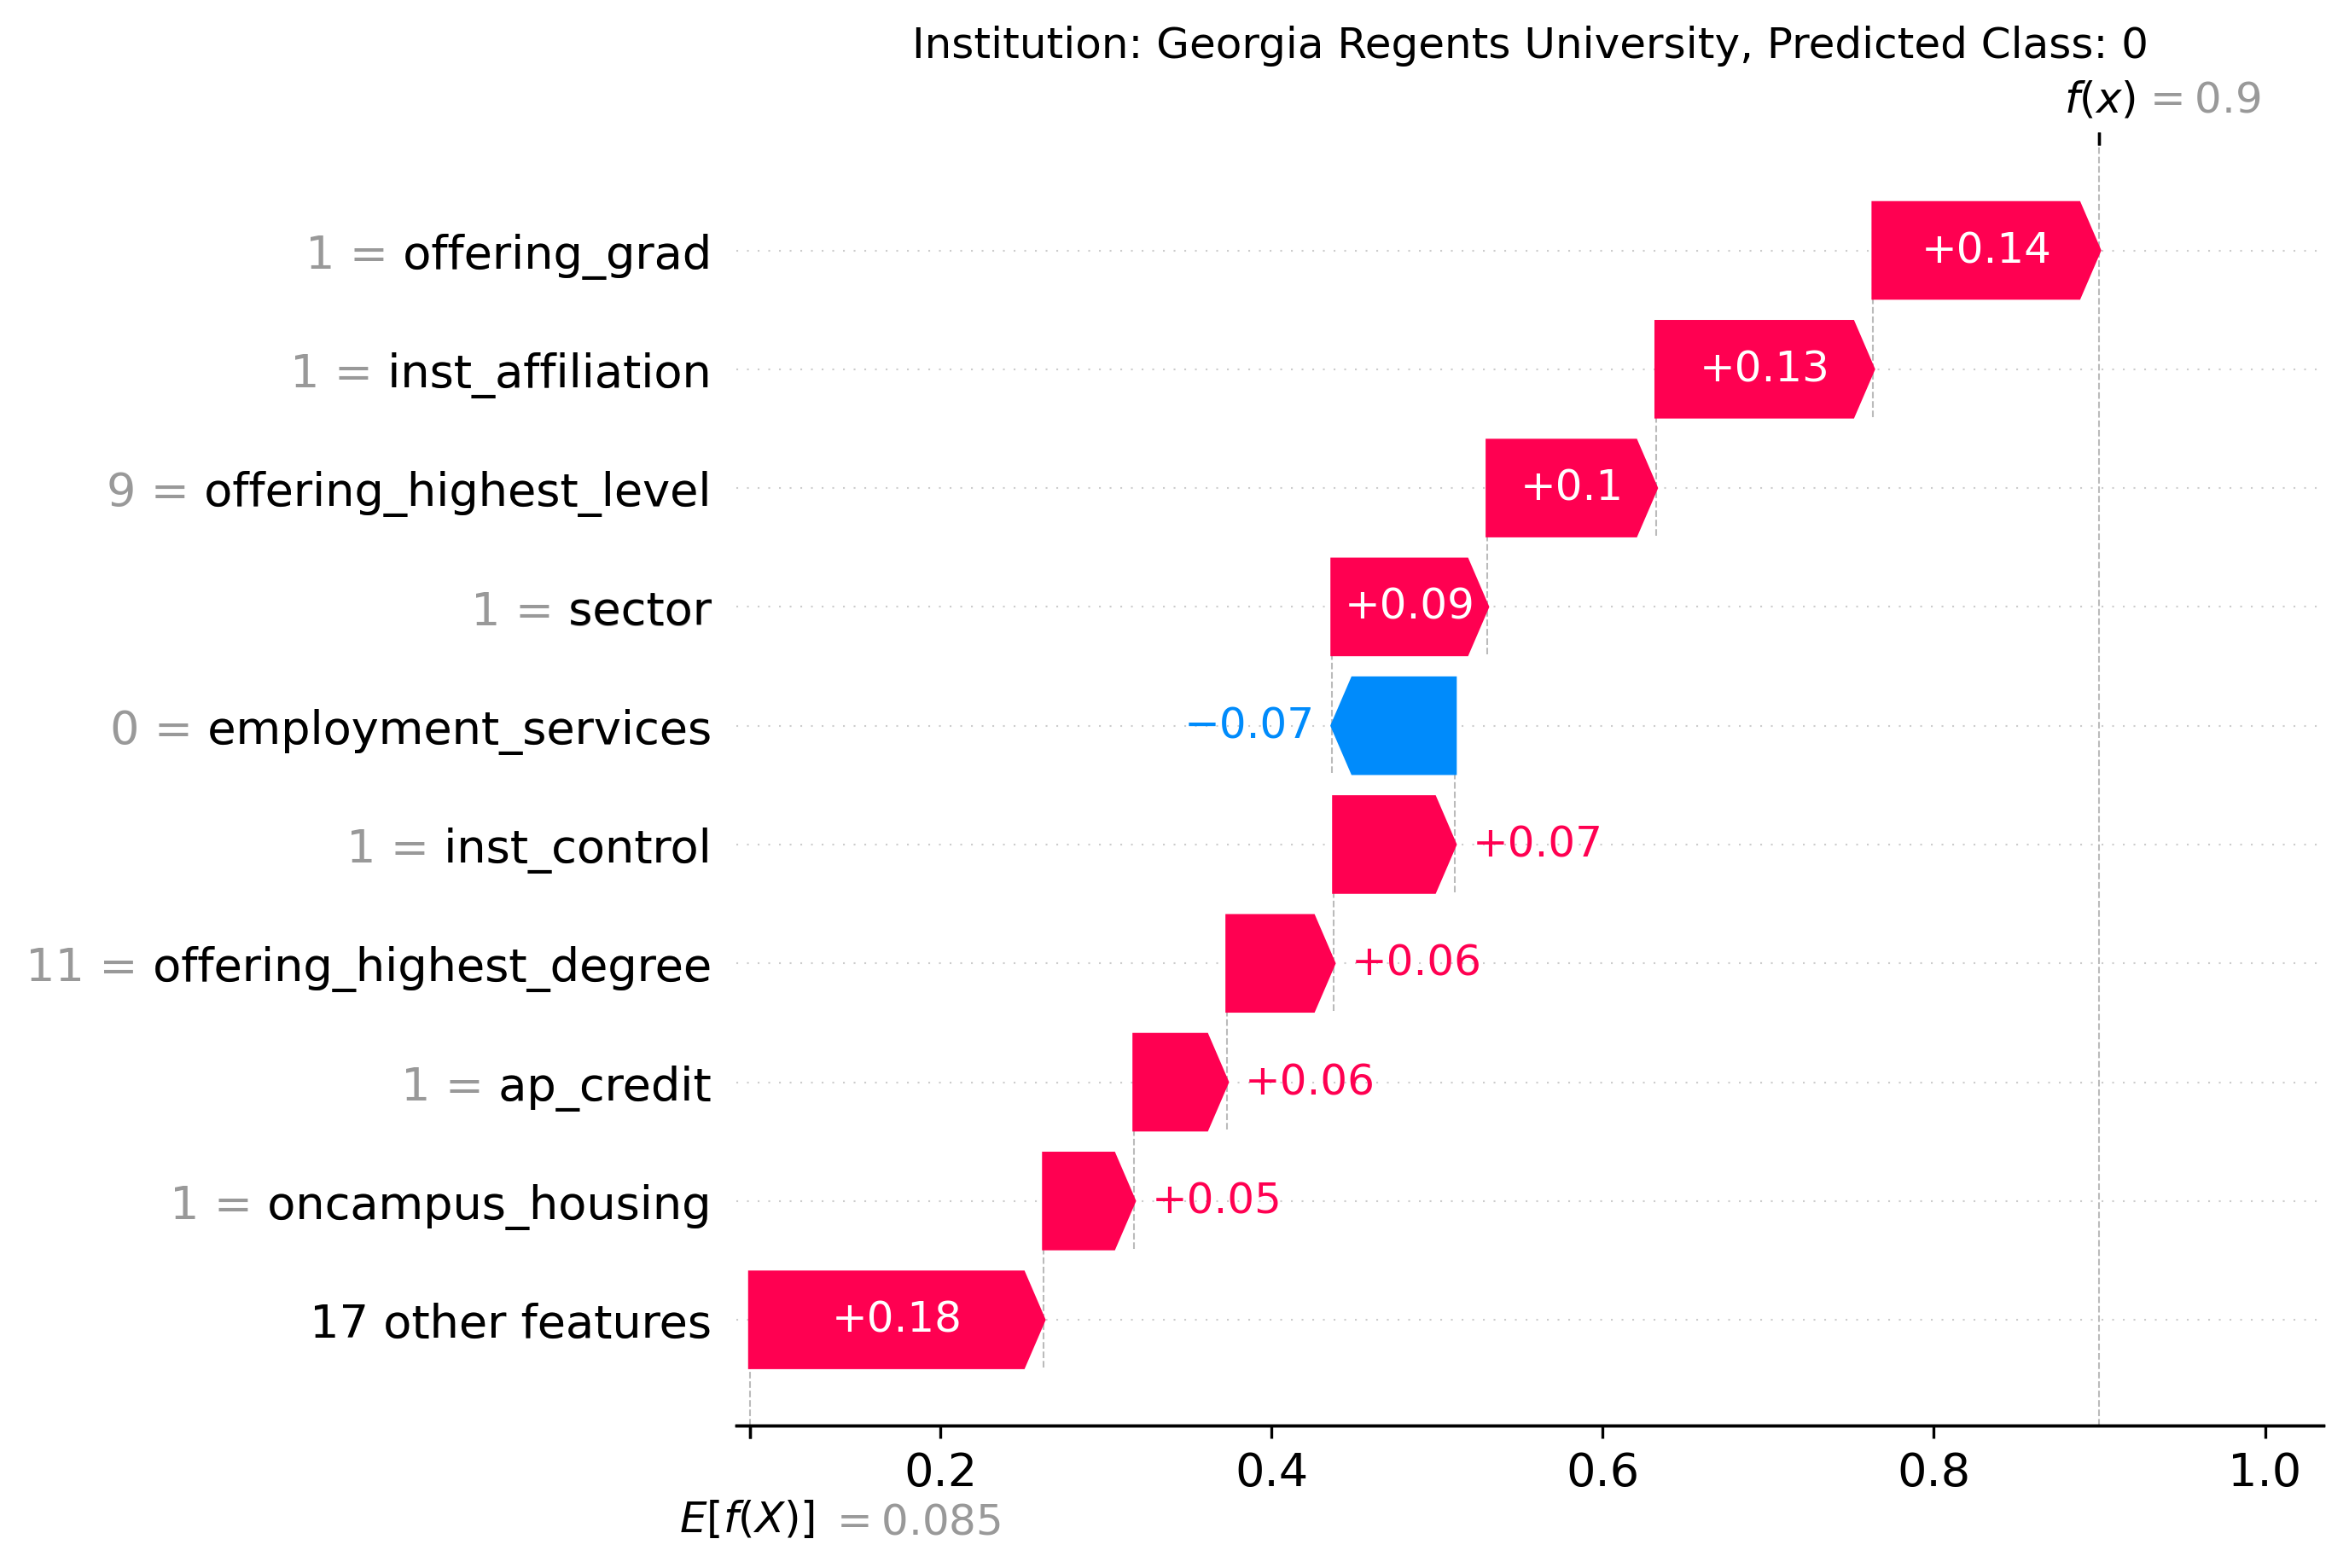 Institution: Georgia Regents University, Predicted Class: 0
f(x) = 0.9
1 = offering_grad +0.14
1 = inst_affiliation +0.13
9 = offering_highest_level +0.1
1 = sector +0.09
0 = employment_services −0.07
1 = inst_control +0.07
11 = offering_highest_degree +0.06
1 = ap_credit +0.06
1 = oncampus_housing +0.05
17 other features +0.18
0.2 0.4 0.6 0.8 1.0
E[f(X)] = 0.085